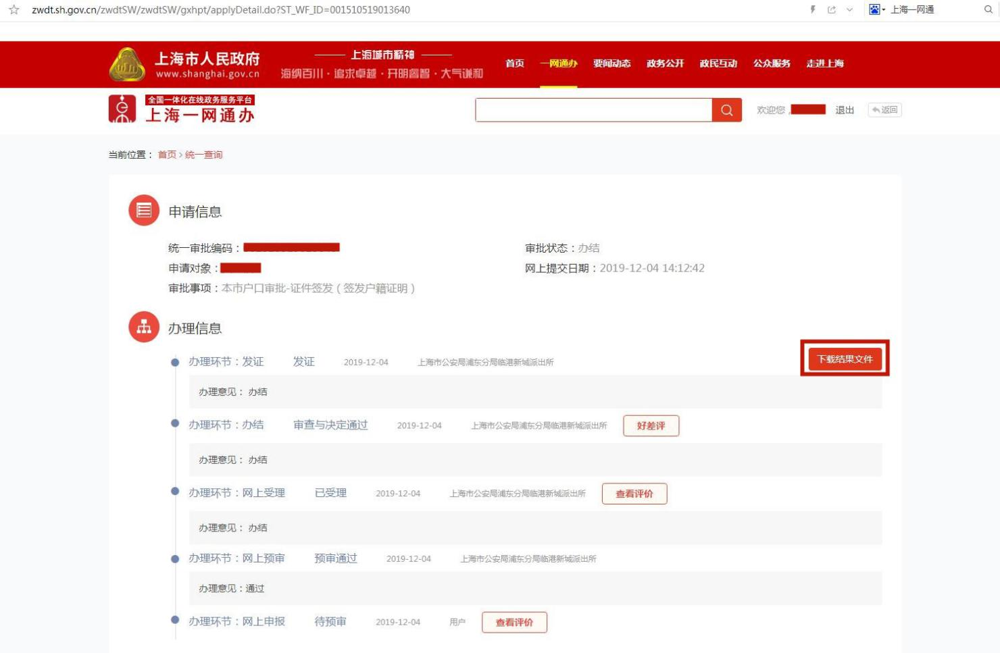 zwdt.sh.gov.cn/zwdtSW/zwdtSW/gxhpt/applyDetail.do?ST_WF_ID=001510519013640 上海一网通
上海市人民政府
www.shanghai.gov.cn
上海城市精神
海纳百川·追求卓越·开明睿智·大气谦和
首页 一网通办 要闻动态 政务公开 政民互动 公众服务 走进上海
全国一体化在线政务服务平台
上海一网通办
欢迎您， 退出 返回
当前位置： 首页 > 统一查询
申请信息
统一审批编码： 审批状态：办结
申请对象： 网上提交日期：2019-12-04 14:12:42
审批事项：本市户口审批-证件签发（签发户籍证明）
办理信息
办理环节：发证 发证 2019-12-04 上海市公安局浦东分局临港新城派出所 下载结果文件
办理意见： 办结
办理环节：办结 审查与决定通过 2019-12-04 上海市公安局浦东分局临港新城派出所 好差评
办理意见： 办结
办理环节：网上受理 已受理 2019-12-04 上海市公安局浦东分局临港新城派出所 查看评价
办理意见： 办结
办理环节：网上预审 预审通过 2019-12-04 上海市公安局浦东分局临港新城派出所
办理意见：通过
办理环节：网上申报 待预审 2019-12-04 用户 查看评价